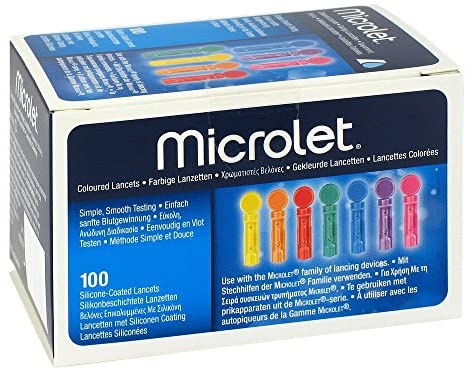 100
microlet
microlet®
Coloured Lancets • Farbige Lanzetten • Χρωματιστές Βελόνες • Gekleurde Lancetten • Lancettes Colorées
Simple, Smooth Testing • Einfach
sanfte Blutgewinnung • Εύκολη,
Ανώδυνη Διαδικασία • Eenvoudig en Vlot
Testen • Méthode Simple et Douce
100
Silicone-Coated Lancets
Silikonbeschichtete Lanzetten
Βελόνες Επικαλυμμένες Με Σιλικόνη
Lancetten met Siliconen Coating
Lancettes Siliconées
Use with the MICROLET® family of lancing devices. • Mit
Stechhilfen der MICROLET® Familie verwenden. • Για Χρήση Με τη
Σειρά συσκευών τρυπήματος MICROLET®. • Te gebruiken met
prikapparaten uit de MICROLET®-serie. • À utiliser avec les
autopiqueurs de la Gamme MICROLET®.